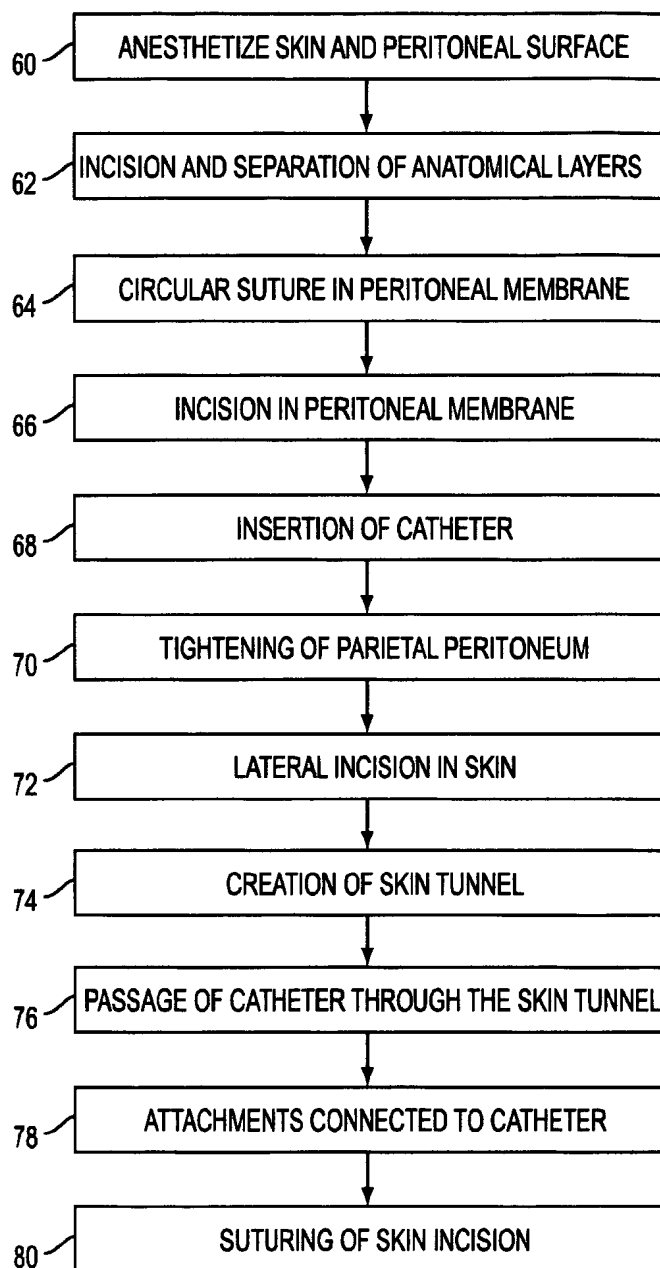 60 ANESTHETIZE SKIN AND PERITONEAL SURFACE
62 INCISION AND SEPARATION OF ANATOMICAL LAYERS
64 CIRCULAR SUTURE IN PERITONEAL MEMBRANE
66 INCISION IN PERITONEAL MEMBRANE
68 INSERTION OF CATHETER
70 TIGHTENING OF PARIETAL PERITONEUM
72 LATERAL INCISION IN SKIN
74 CREATION OF SKIN TUNNEL
76 PASSAGE OF CATHETER THROUGH THE SKIN TUNNEL
78 ATTACHMENTS CONNECTED TO CATHETER
80 SUTURING OF SKIN INCISION